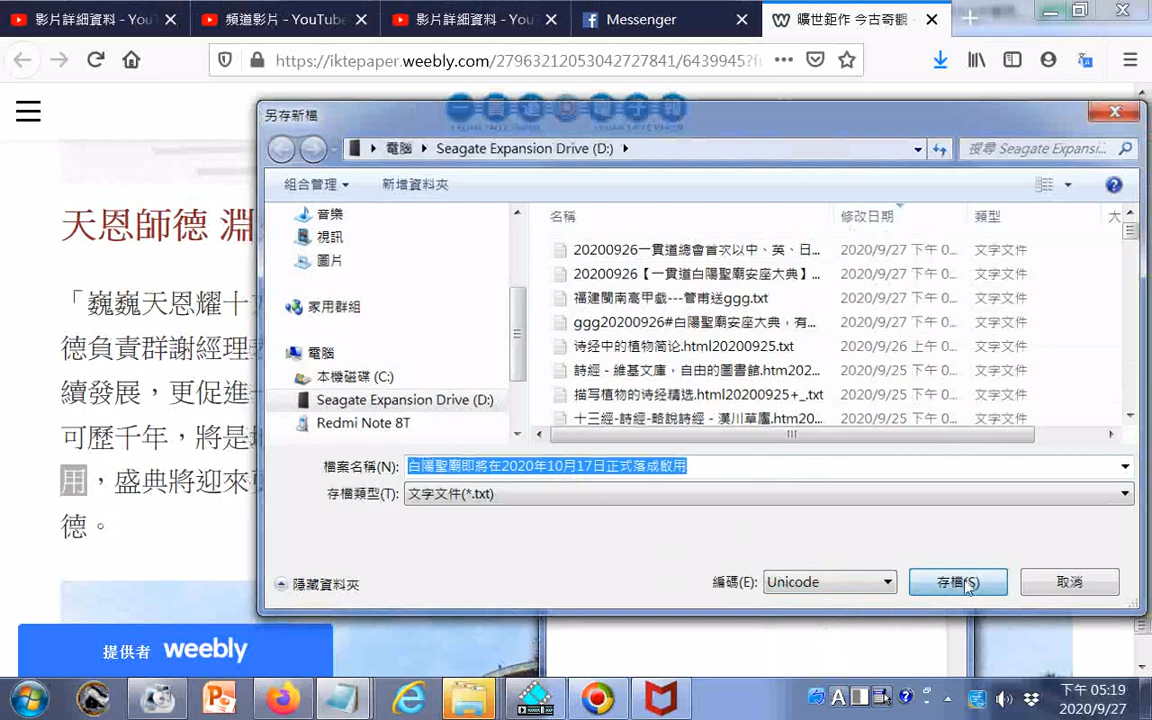 影片詳細資料 - You
頻道影片 - YouTube
影片詳細資料 - You
Messenger
曠世鉅作 今古奇觀
https://iktepaper.weebly.com/27963212053042727841/6439945?f
另存新檔
一貫道電子報
電腦
Seagate Expansion Drive (D:)
搜尋 Seagate Expansi...
組合管理
新增資料夾
音樂
視訊
圖片
家用群組
電腦
本機磁碟 (C:)
Seagate Expansion Drive (D:)
Redmi Note 8T
名稱
修改日期
類型
大
20200926一貫道總會首次以中、英、日...
2020/9/27 下午 0...
文字文件
20200926【一貫道白陽聖廟安座大典】...
2020/9/27 下午 0...
文字文件
福建閩南高甲戲---管甫送ggg.txt
2020/9/27 下午 0...
文字文件
ggg20200926#白陽聖廟安座大典，有...
2020/9/27 下午 0...
文字文件
诗经中的植物简论.html20200925.txt
2020/9/26 上午 0...
文字文件
詩經 - 維基文庫，自由的圖書館.htm202...
2020/9/25 下午 0...
文字文件
描写植物的诗经精选.html20200925+_.txt
2020/9/25 下午 0...
文字文件
十三經-詩經-略說詩經 - 漢川草廬.htm20...
2020/9/25 下午 0...
文字文件
檔案名稱(N):
白陽聖廟即將在2020年10月17日正式落成啟用
存檔類型(T):
文字文件(*.txt)
隱藏資料夾
編碼(E):
Unicode
存檔(S)
取消
天恩師德 淵
「巍巍天恩耀十
德負責群謝經理
續發展，更促進
可歷千年，將是
用，盛典將迎來
德。
提供者 weebly
下午 05:19
2020/9/27